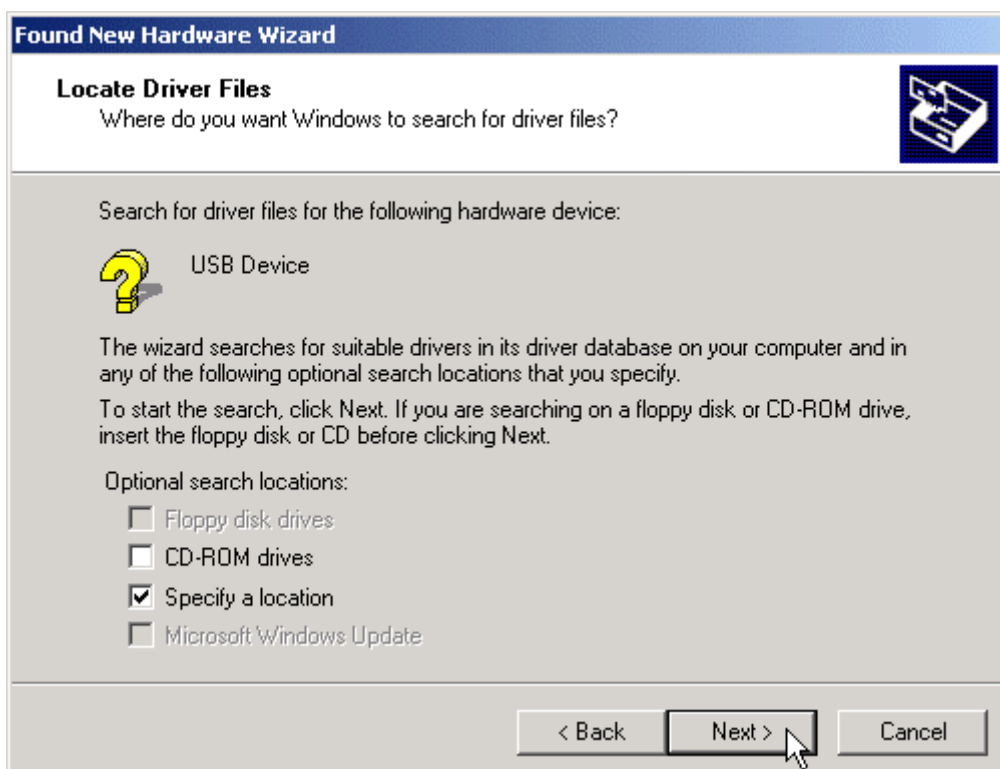 Found New Hardware Wizard
Locate Driver Files
Where do you want Windows to search for driver files?
Search for driver files for the following hardware device:
USB Device
The wizard searches for suitable drivers in its driver database on your computer and in
any of the following optional search locations that you specify.
To start the search, click Next. If you are searching on a floppy disk or CD-ROM drive,
insert the floppy disk or CD before clicking Next.
Optional search locations:
Floppy disk drives
CD-ROM drives
Specify a location
Microsoft Windows Update
< Back
Next >
Cancel